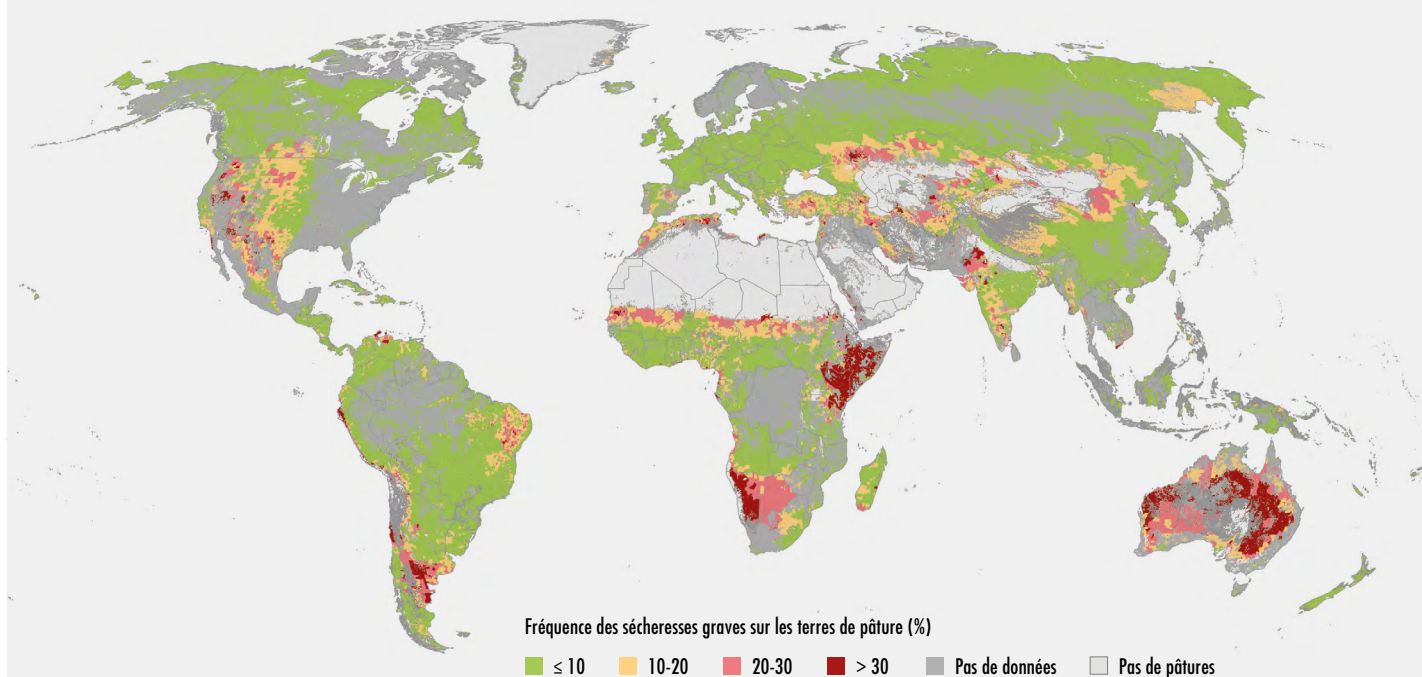 Fréquence des sécheresses graves sur les terres de pâture (%)
≤ 10 10-20 20-30 > 30 Pas de données Pas de pâtures